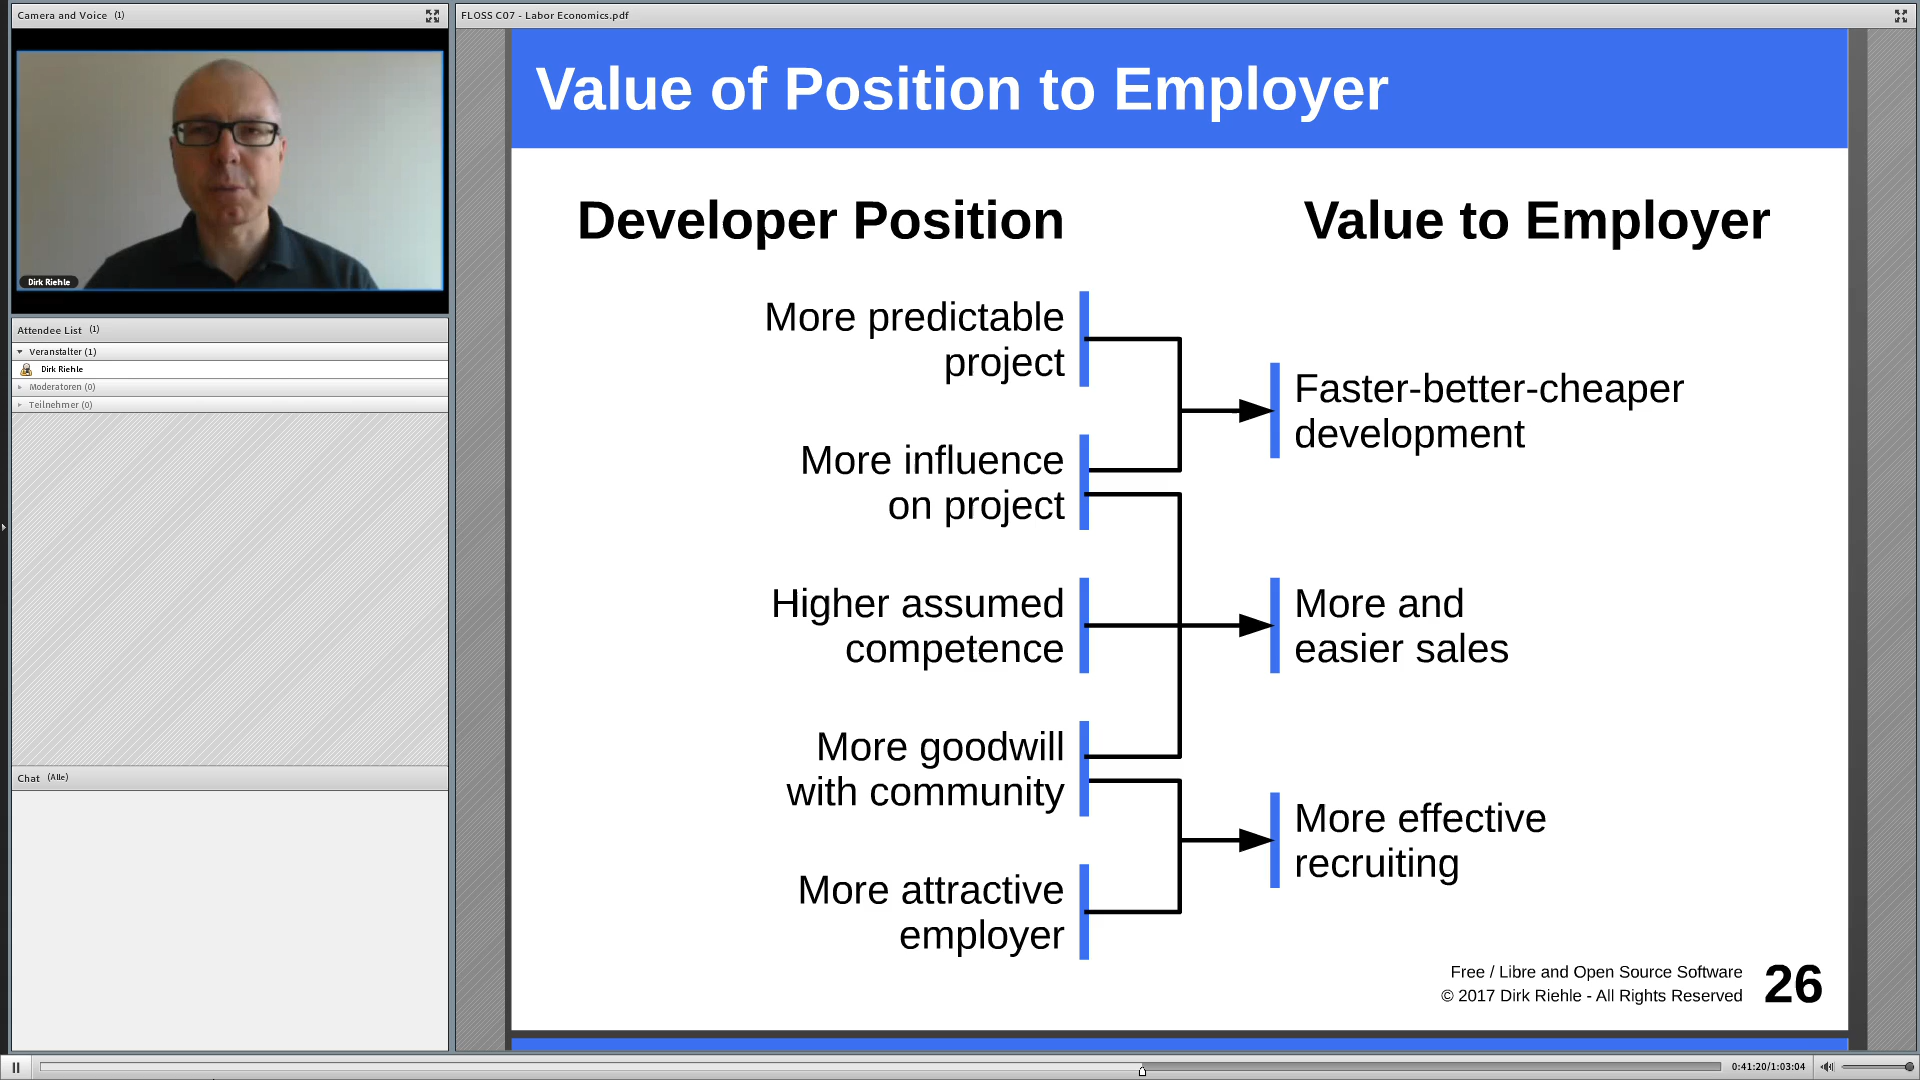 Camera and Voice (1)
Dirk Riehle
Attendee List (1)
Veranstalter (1)
Dirk Riehle
Moderatoren (0)
Teilnehmer (0)
Chat (Alle)
FLOSS C07 - Labor Economics.pdf
Value of Position to Employer
Developer Position
Value to Employer
More predictable
project
More influence
on project
Higher assumed
competence
More goodwill
with community
More attractive
employer
Faster-better-cheaper
development
More and
easier sales
More effective
recruiting
Free / Libre and Open Source Software
© 2017 Dirk Riehle - All Rights Reserved
26
0:41:20/1:03:04